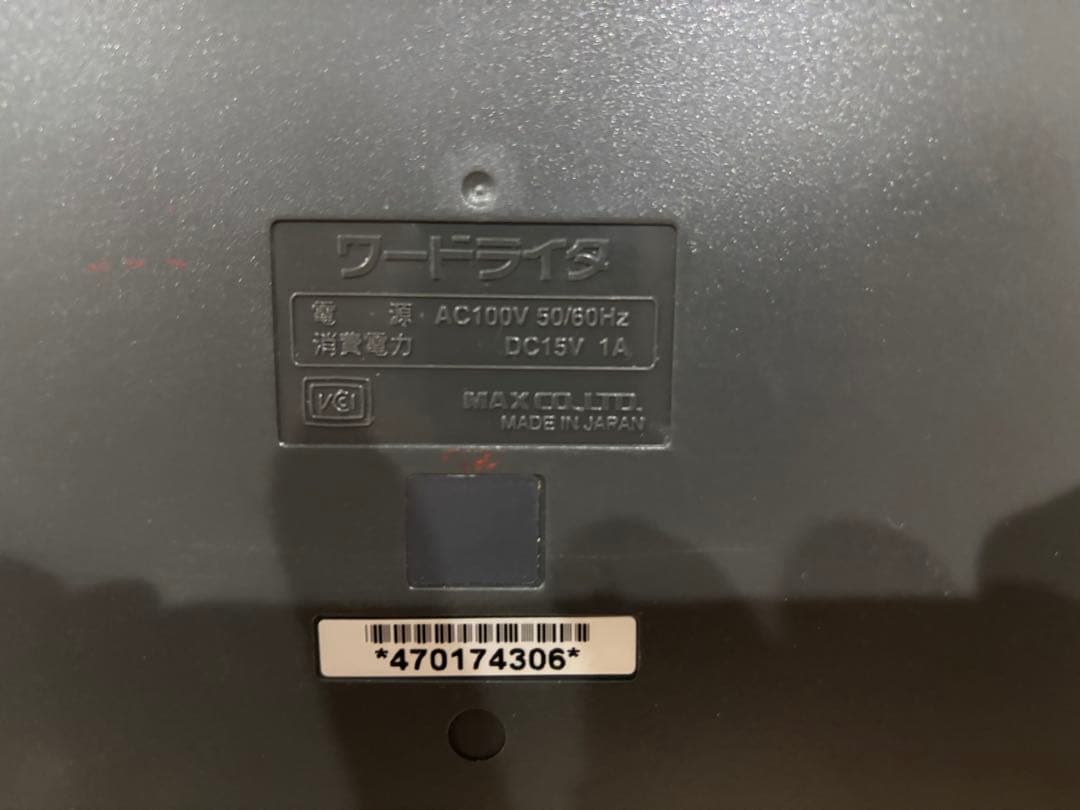 ワードライタ
電 源 AC100V 50/60Hz
消費電力 DC15V 1A
VCI
MAX CO.,LTD.
MADE IN JAPAN
*470174306*